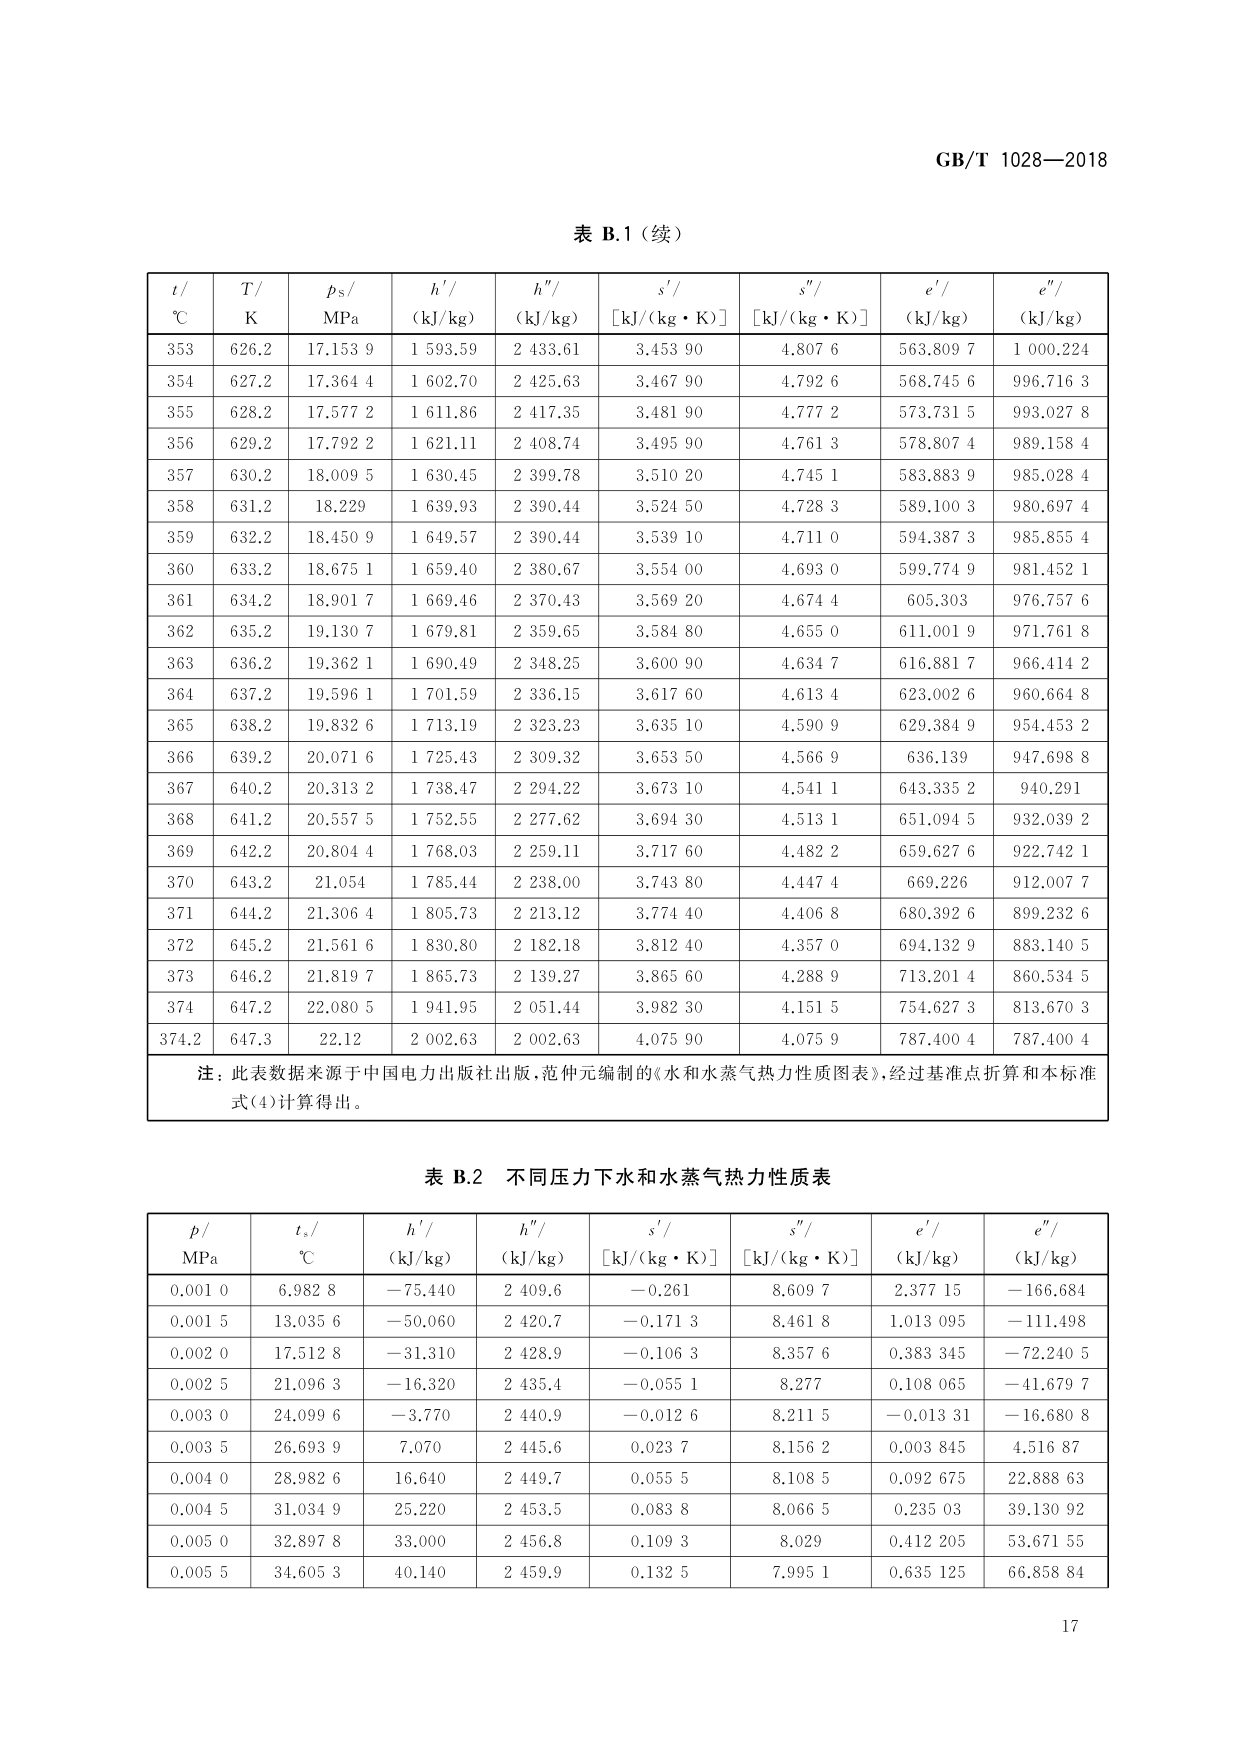 GB/T 1028—2018
表 B.1（续）
t/ T/ pS/ h′/ h″/ s′/ s″/ e′/ e″/
℃ K MPa (kJ/kg) (kJ/kg) [kJ/(kg·K)] [kJ/(kg·K)] (kJ/kg) (kJ/kg)
353 626.2 17.153 9 1 593.59 2 433.61 3.453 90 4.807 6 563.809 7 1 000.224
354 627.2 17.364 4 1 602.70 2 425.63 3.467 90 4.792 6 568.745 6 996.716 3
355 628.2 17.577 2 1 611.86 2 417.35 3.481 90 4.777 2 573.731 5 993.027 8
356 629.2 17.792 2 1 621.11 2 408.74 3.495 90 4.761 3 578.807 4 989.158 4
357 630.2 18.009 5 1 630.45 2 399.78 3.510 20 4.745 1 583.883 9 985.028 4
358 631.2 18.229 1 639.93 2 390.44 3.524 50 4.728 3 589.100 3 980.697 4
359 632.2 18.450 9 1 649.57 2 390.44 3.539 10 4.711 0 594.387 3 985.855 4
360 633.2 18.675 1 1 659.40 2 380.67 3.554 00 4.693 0 599.774 9 981.452 1
361 634.2 18.901 7 1 669.46 2 370.43 3.569 20 4.674 4 605.303 976.757 6
362 635.2 19.130 7 1 679.81 2 359.65 3.584 80 4.655 0 611.001 9 971.761 8
363 636.2 19.362 1 1 690.49 2 348.25 3.600 90 4.634 7 616.881 7 966.414 2
364 637.2 19.596 1 1 701.59 2 336.15 3.617 60 4.613 4 623.002 6 960.664 8
365 638.2 19.832 6 1 713.19 2 323.23 3.635 10 4.590 9 629.384 9 954.453 2
366 639.2 20.071 6 1 725.43 2 309.32 3.653 50 4.566 9 636.139 947.698 8
367 640.2 20.313 2 1 738.47 2 294.22 3.673 10 4.541 1 643.335 2 940.291
368 641.2 20.557 5 1 752.55 2 277.62 3.694 30 4.513 1 651.094 5 932.039 2
369 642.2 20.804 4 1 768.03 2 259.11 3.717 60 4.482 2 659.627 6 922.742 1
370 643.2 21.054 1 785.44 2 238.00 3.743 80 4.447 4 669.226 912.007 7
371 644.2 21.306 4 1 805.73 2 213.12 3.774 40 4.406 8 680.392 6 899.232 6
372 645.2 21.561 6 1 830.80 2 182.18 3.812 40 4.357 0 694.132 9 883.140 5
373 646.2 21.819 7 1 865.73 2 139.27 3.865 60 4.288 9 713.201 4 860.534 5
374 647.2 22.080 5 1 941.95 2 051.44 3.982 30 4.151 5 754.627 3 813.670 3
374.2 647.3 22.12 2 002.63 2 002.63 4.075 90 4.075 9 787.400 4 787.400 4
注：此表数据来源于中国电力出版社出版，范仲元编制的《水和水蒸气热力性质图表》，经过基准点折算和本标准
式(4)计算得出。
表 B.2 不同压力下水和水蒸气热力性质表
p/ ts/ h′/ h″/ s′/ s″/ e′/ e″/
MPa ℃ (kJ/kg) (kJ/kg) [kJ/(kg·K)] [kJ/(kg·K)] (kJ/kg) (kJ/kg)
0.001 0 6.982 8 −75.440 2 409.6 −0.261 8.609 7 2.377 15 −166.684
0.001 5 13.035 6 −50.060 2 420.7 −0.171 3 8.461 8 1.013 095 −111.498
0.002 0 17.512 8 −31.310 2 428.9 −0.106 3 8.357 6 0.383 345 −72.240 5
0.002 5 21.096 3 −16.320 2 435.4 −0.055 1 8.277 0.108 065 −41.679 7
0.003 0 24.099 6 −3.770 2 440.9 −0.012 6 8.211 5 −0.013 31 −16.680 8
0.003 5 26.693 9 7.070 2 445.6 0.023 7 8.156 2 0.003 845 4.516 87
0.004 0 28.982 6 16.640 2 449.7 0.055 5 8.108 5 0.092 675 22.888 63
0.004 5 31.034 9 25.220 2 453.5 0.083 8 8.066 5 0.235 03 39.130 92
0.005 0 32.897 8 33.000 2 456.8 0.109 3 8.029 0.412 205 53.671 55
0.005 5 34.605 3 40.140 2 459.9 0.132 5 7.995 1 0.635 125 66.858 84
17